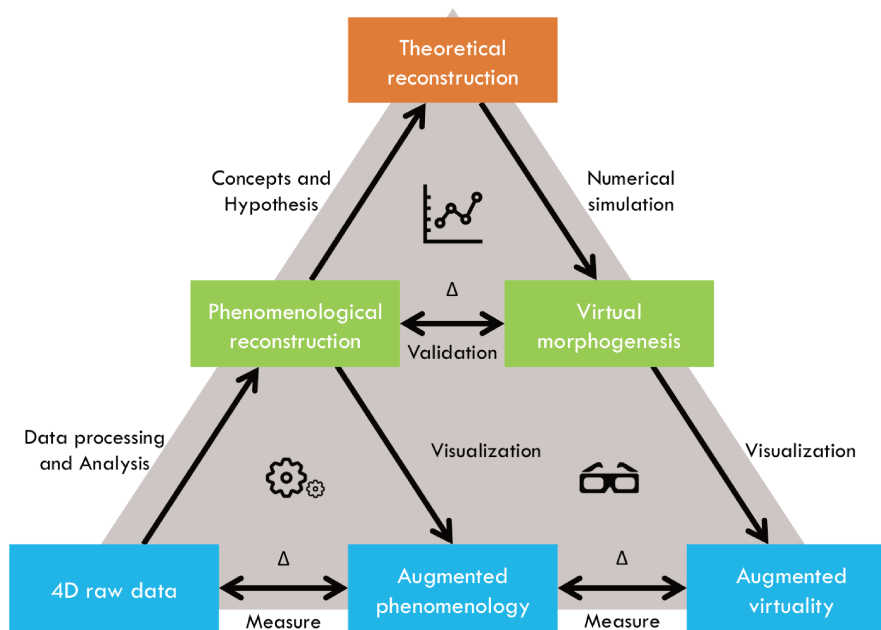 Theoretical
reconstruction
Concepts and
Hypothesis
Numerical
simulation
Δ
Phenomenological
reconstruction
Virtual
morphogenesis
Validation
Data processing
and Analysis
Visualization
Visualization
Δ
Δ
4D raw data
Augmented
phenomenology
Augmented
virtuality
Measure
Measure